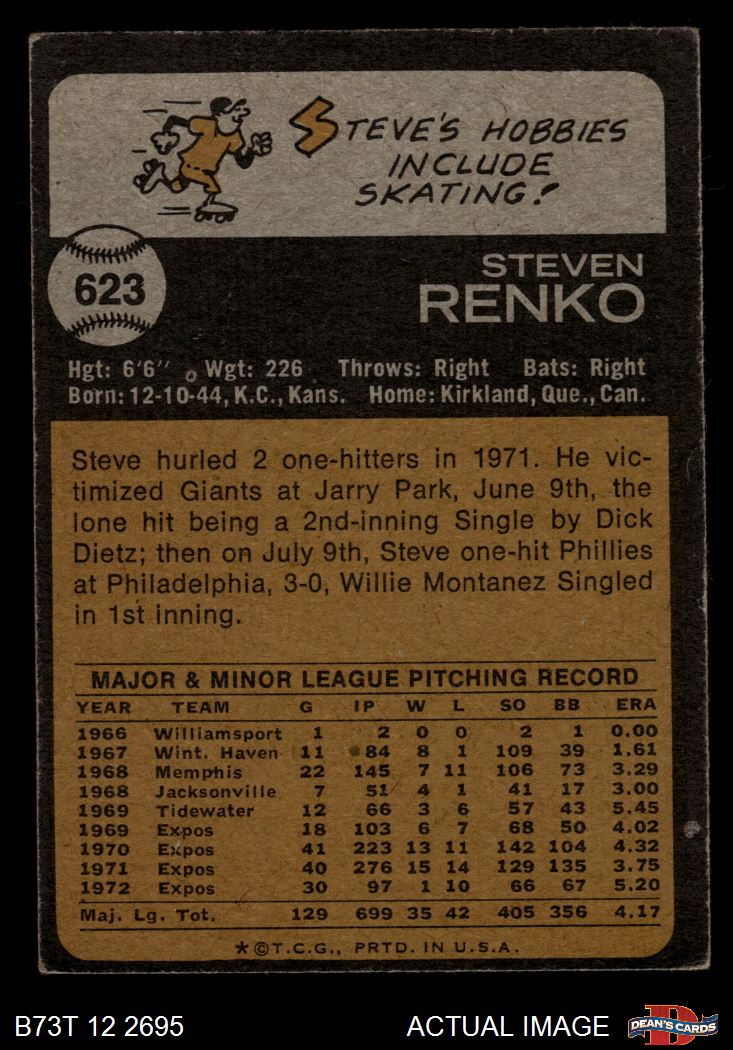 STEVE'S HOBBIES
INCLUDE
SKATING!
623
STEVEN
RENKO
Hgt: 6'6" Wgt: 226 Throws: Right Bats: Right
Born: 12-10-44, K.C., Kans. Home: Kirkland, Que., Can.
Steve hurled 2 one-hitters in 1971. He vic-
timized Giants at Jarry Park, June 9th, the
lone hit being a 2nd-inning Single by Dick
Dietz; then on July 9th, Steve one-hit Phillies
at Philadelphia, 3-0, Willie Montanez Singled
in 1st inning.
MAJOR & MINOR LEAGUE PITCHING RECORD
YEAR TEAM G IP W L SO BB ERA
1966 Williamsport 1 2 0 0 2 1 0.00
1967 Wint. Haven 11 84 8 1 109 39 1.61
1968 Memphis 22 145 7 11 106 73 3.29
1968 Jacksonville 7 51 4 1 41 17 3.00
1969 Tidewater 12 66 3 6 57 43 5.45
1969 Expos 18 103 6 7 68 50 4.02
1970 Expos 41 223 13 11 142 104 4.32
1971 Expos 40 276 15 14 129 135 3.75
1972 Expos 30 97 1 10 66 67 5.20
Maj. Lg. Tot. 129 699 35 42 405 356 4.17
*©T.C.G., PRTD. IN U.S.A.
B73T 12 2695 ACTUAL IMAGE DEAN'S CARDS